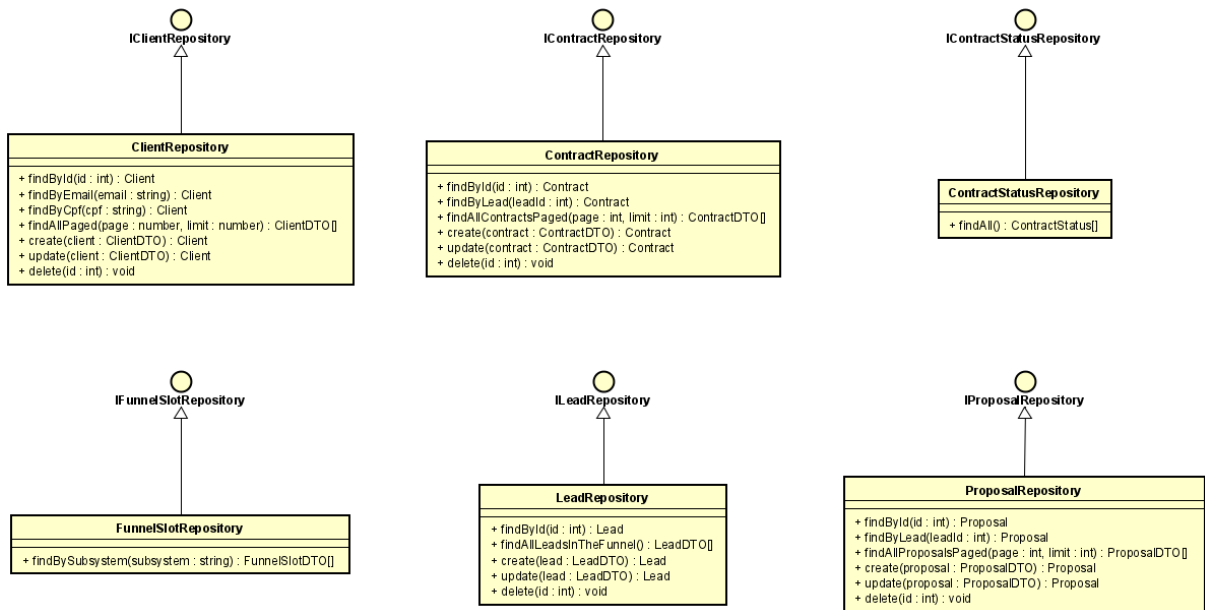 IClientRepository
ClientRepository
+ findById(id : int) : Client
+ findByEmail(email : string) : Client
+ findByCpf(cpf : string) : Client
+ findAllPaged(page : number, limit : number) : ClientDTO[]
+ create(client : ClientDTO) : Client
+ update(client : ClientDTO) : Client
+ delete(id : int) : void
IContractRepository
ContractRepository
+ findById(id : int) : Contract
+ findByLead(leadId : int) : Contract
+ findAllContractsPaged(page : int, limit : int) : ContractDTO[]
+ create(contract : ContractDTO) : Contract
+ update(contract : ContractDTO) : Contract
+ delete(id : int) : void
IContractStatusRepository
ContractStatusRepository
+ findAll() : ContractStatus[]
IFunnelSlotRepository
FunnelSlotRepository
+ findBySubsystem(subsystem : string) : FunnelSlotDTO[]
ILeadRepository
LeadRepository
+ findById(id : int) : Lead
+ findAllLeadsInTheFunnel() : LeadDTO[]
+ create(lead : LeadDTO) : Lead
+ update(lead : LeadDTO) : Lead
+ delete(id : int) : void
IProposalRepository
ProposalRepository
+ findById(id : int) : Proposal
+ findByLead(leadId : int) : Proposal
+ findAllProposalsPaged(page : int, limit : int) : ProposalDTO[]
+ create(proposal : ProposalDTO) : Proposal
+ update(proposal : ProposalDTO) : Proposal
+ delete(id : int) : void